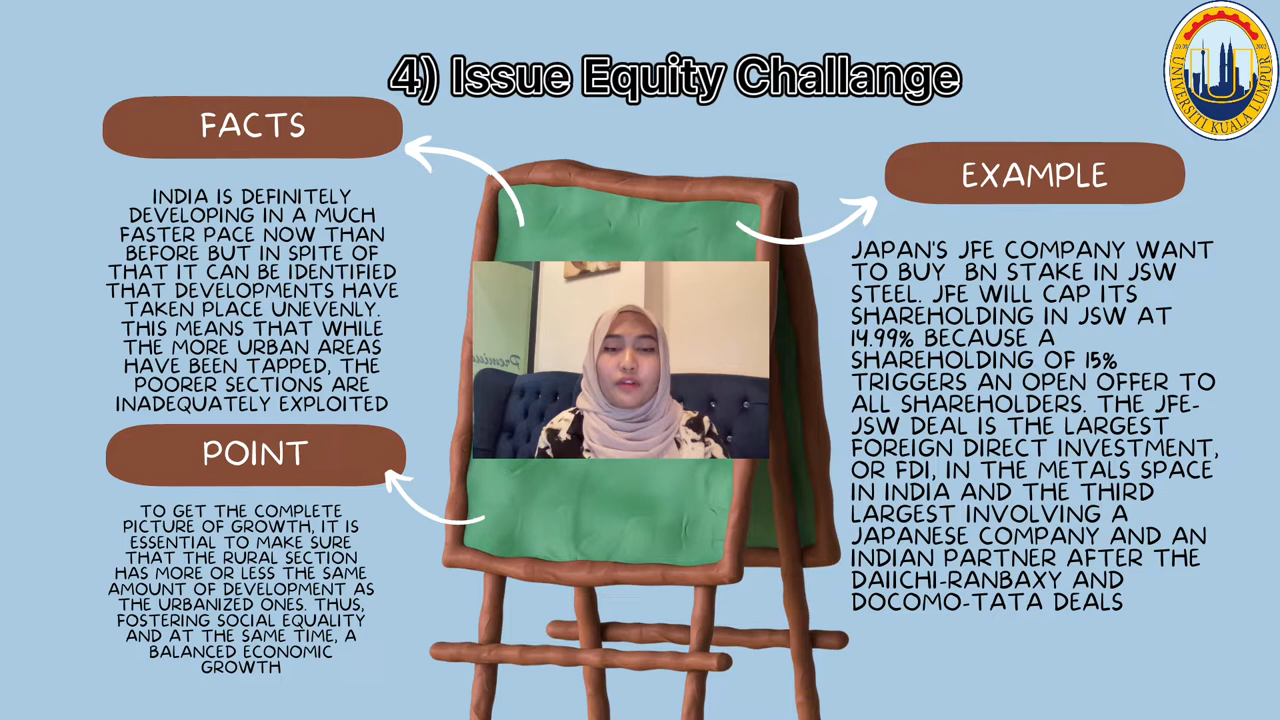 4) Issue Equity Challange
FACTS
INDIA IS DEFINITELY
DEVELOPING IN A MUCH
FASTER PACE NOW THAN
BEFORE BUT IN SPITE OF
THAT IT CAN BE IDENTIFIED
THAT DEVELOPMENTS HAVE
TAKEN PLACE UNEVENLY.
THIS MEANS THAT WHILE
THE MORE URBAN AREAS
HAVE BEEN TAPPED, THE
POORER SECTIONS ARE
INADEQUATELY EXPLOITED
POINT
TO GET THE COMPLETE
PICTURE OF GROWTH, IT IS
ESSENTIAL TO MAKE SURE
THAT THE RURAL SECTION
HAS MORE OR LESS THE SAME
AMOUNT OF DEVELOPMENT AS
THE URBANIZED ONES. THUS,
FOSTERING SOCIAL EQUALITY
AND AT THE SAME TIME, A
BALANCED ECONOMIC
GROWTH
EXAMPLE
JAPAN'S JFE COMPANY WANT
TO BUY BN STAKE IN JSW
STEEL. JFE WILL CAP ITS
SHAREHOLDING IN JSW AT
14.99% BECAUSE A
SHAREHOLDING OF 15%
TRIGGERS AN OPEN OFFER TO
ALL SHAREHOLDERS. THE JFE-
JSW DEAL IS THE LARGEST
FOREIGN DIRECT INVESTMENT,
OR FDI, IN THE METALS SPACE
IN INDIA AND THE THIRD
LARGEST INVOLVING A
JAPANESE COMPANY AND AN
INDIAN PARTNER AFTER THE
DAIICHI-RANBAXY AND
DOCOMO-TATA DEALS
UNIVERSITI KUALA LUMPUR
20.08 2002